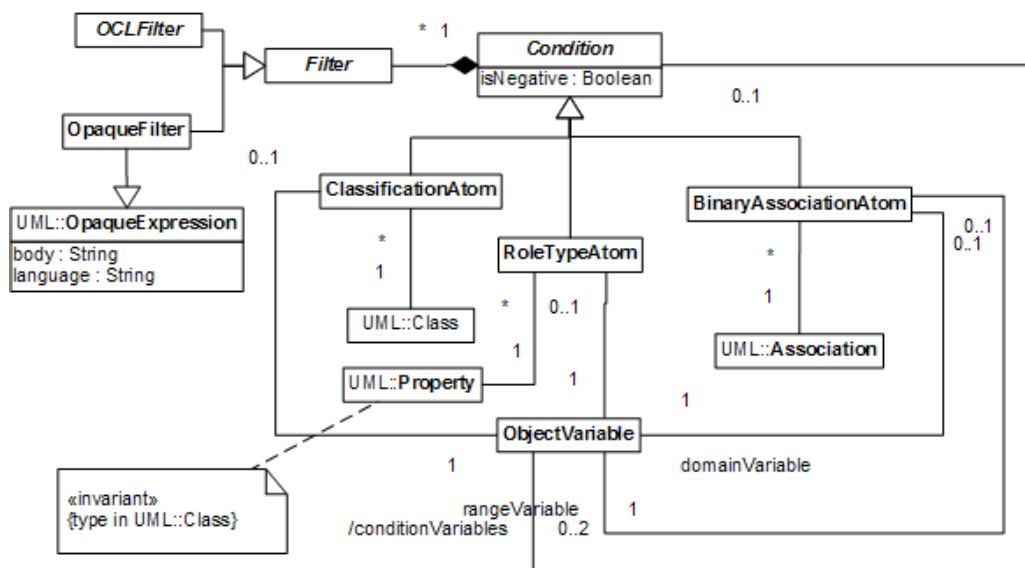 OCLFilter
Filter
* 1
Condition
isNegative : Boolean
0..1
OpaqueFilter
0..1
ClassificationAtom
BinaryAssociationAtom
UML::OpaqueExpression
body : String
language : String
*
1
RoleTypeAtom
0..1
0..1
*
1
*
0..1
UML::Class
UML::Association
1
UML::Property
1
1
ObjectVariable
1
domainVariable
«invariant»
{type in UML::Class}
rangeVariable
1
/conditionVariables
0..2